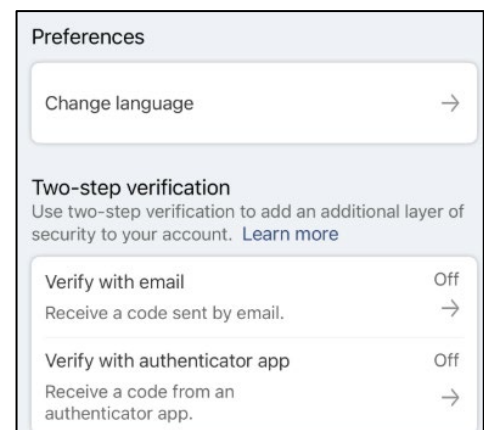 Preferences
Change language
Two-step verification
Use two-step verification to add an additional layer of
security to your account. Learn more
Verify with email Off
Receive a code sent by email.
Verify with authenticator app Off
Receive a code from an
authenticator app.